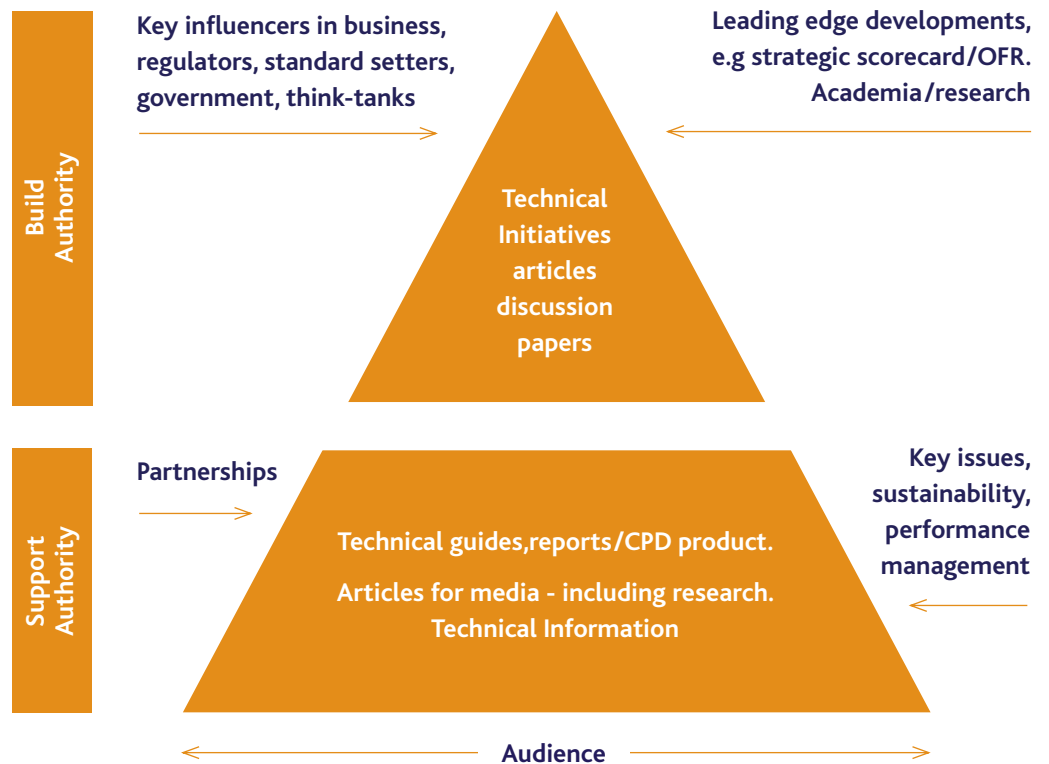 Key influencers in business,
regulators, standard setters,
government, think-tanks
Leading edge developments,
e.g strategic scorecard/OFR.
Academia/research
Build
Authority
Technical
Initiatives
articles
discussion
papers
Support
Authority
Partnerships
Key issues,
sustainability,
performance
management
Technical guides,reports/CPD product.
Articles for media - including research.
Technical Information
Audience